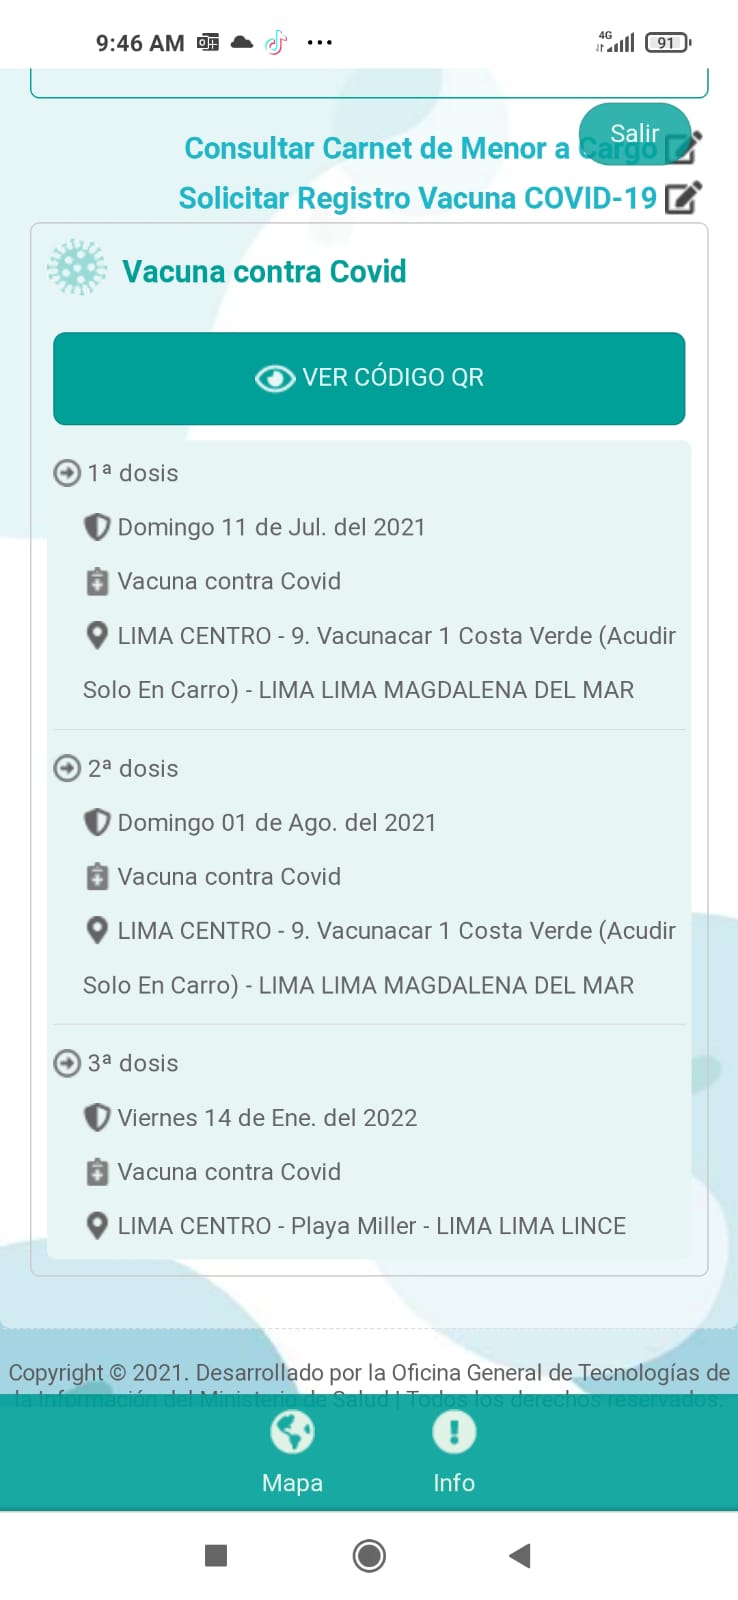 9:46 AM
4G
91
Salir
Consultar Carnet de Menor a Cargo
Solicitar Registro Vacuna COVID-19
Vacuna contra Covid
VER CÓDIGO QR
1ª dosis
Domingo 11 de Jul. del 2021
Vacuna contra Covid
LIMA CENTRO - 9. Vacunacar 1 Costa Verde (Acudir
Solo En Carro) - LIMA LIMA MAGDALENA DEL MAR
2ª dosis
Domingo 01 de Ago. del 2021
Vacuna contra Covid
LIMA CENTRO - 9. Vacunacar 1 Costa Verde (Acudir
Solo En Carro) - LIMA LIMA MAGDALENA DEL MAR
3ª dosis
Viernes 14 de Ene. del 2022
Vacuna contra Covid
LIMA CENTRO - Playa Miller - LIMA LIMA LINCE
Copyright © 2021. Desarrollado por la Oficina General de Tecnologías de
la Información del Ministerio de Salud | Todos los derechos reservados.
Mapa
Info